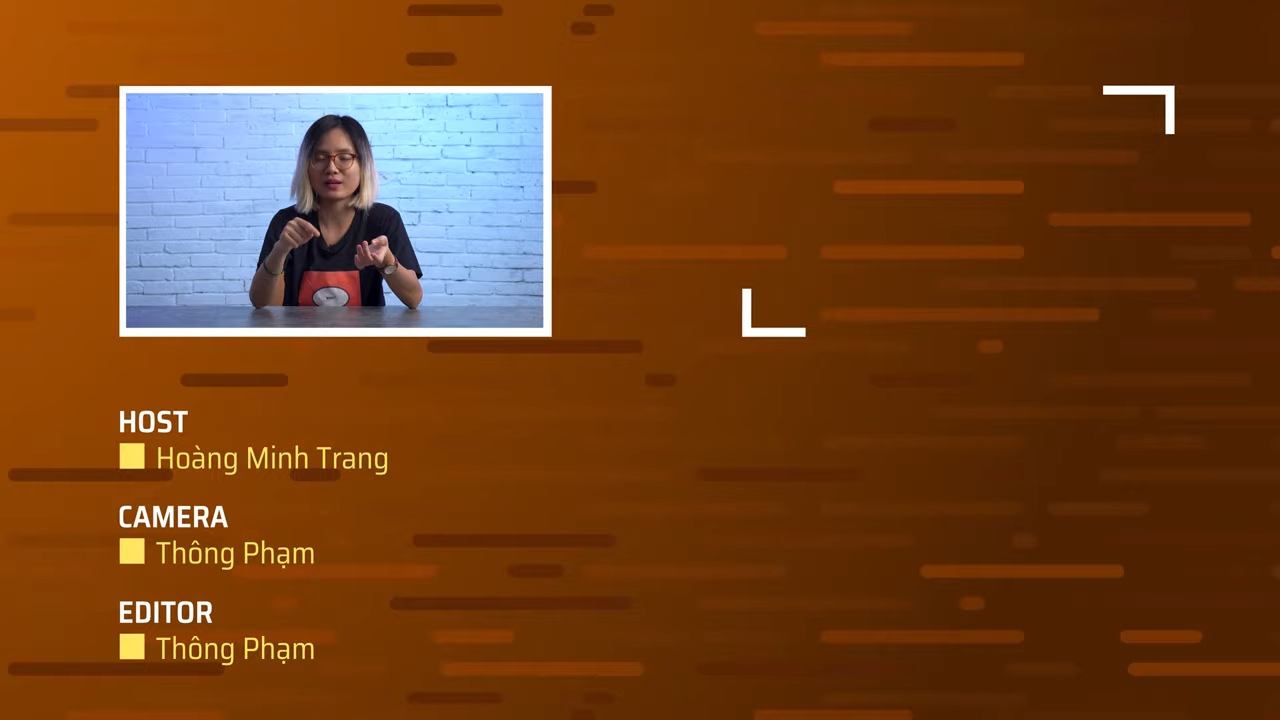 HOST
Hoàng Minh Trang
CAMERA
Thông Phạm
EDITOR
Thông Phạm